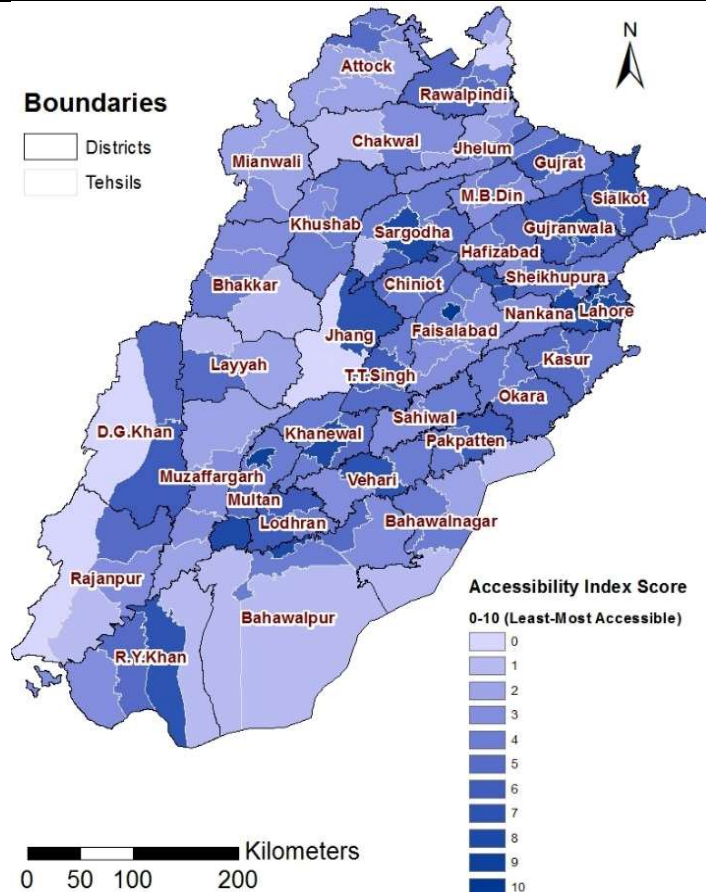 N
Attock
Rawalpindi
Boundaries
Districts
Tehsils
Chakwal
Jhelum
Mianwali
Gujrat
M.B.Din
Sialkot
Khushab
Sargodha
Gujranwala
Hafizabad
Sheikhupura
Bhakkar
Chiniot
Nankana
Lahore
Jhang
Faisalabad
Kasur
Layyah
T.T.Singh
Okara
Sahiwal
D.G.Khan
Khanewal
Pakpatten
Muzaffargarh
Vehari
Multan
Lodhran
Bahawalnagar
Rajanpur
Accessibility Index Score
0-10 (Least-Most Accessible)
Bahawalpur
R.Y.Khan
0
1
2
3
4
5
6
7
8
9
10
Kilometers
0 50 100 200